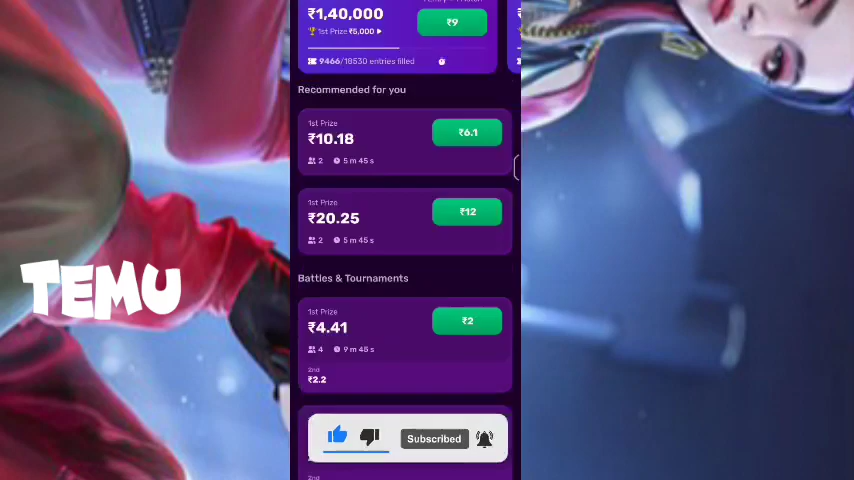 ₹1,40,000
₹9
1st Prize ₹5,000
9466/18530 entries filled
Recommended for you
1st Prize
₹10.18
₹6.1
2
5 m 45 s
1st Prize
₹20.25
₹12
2
5 m 45 s
TEMU
Battles & Tournaments
1st Prize
₹4.41
₹2
4
9 m 45 s
2nd
₹2.2
Subscribed
2nd